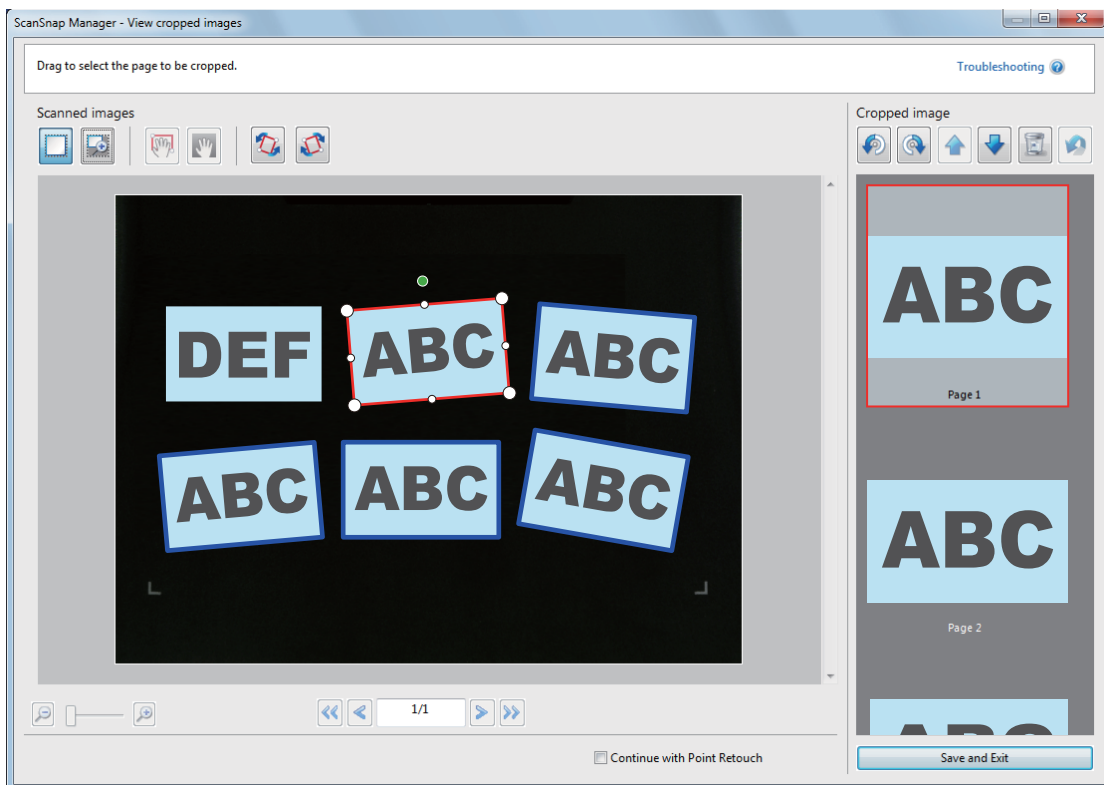 ScanSnap Manager - View cropped images
Drag to select the page to be cropped.
Troubleshooting
Scanned images
Cropped image
DEF
ABC
ABC
ABC
ABC
ABC
ABC
Page 1
ABC
Page 2
ABC
1/1
Continue with Point Retouch
Save and Exit